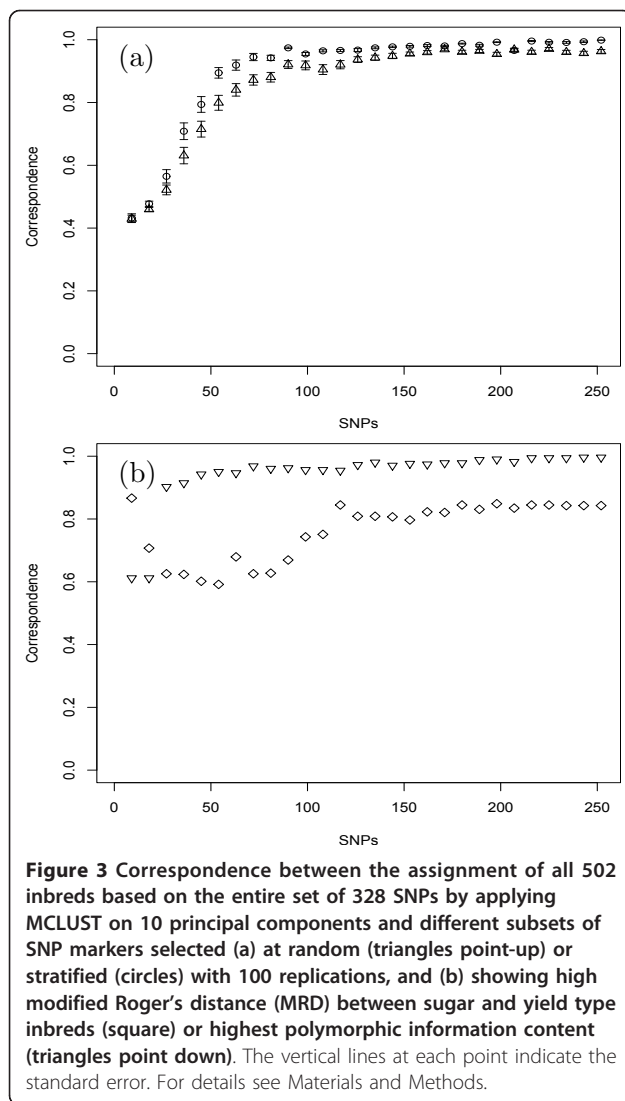 (a)
1.0
0.8
0.6
0.4
0.2
0.0
Correspondence
0 50 100 150 200 250
SNPs
(b)
1.0
0.8
0.6
0.4
0.2
0.0
Correspondence
0 50 100 150 200 250
SNPs
Figure 3 Correspondence between the assignment of all 502
inbreds based on the entire set of 328 SNPs by applying
MCLUST on 10 principal components and different subsets of
SNP markers selected (a) at random (triangles point-up) or
stratified (circles) with 100 replications, and (b) showing high
modified Roger's distance (MRD) between sugar and yield type
inbreds (square) or highest polymorphic information content
(triangles point down). The vertical lines at each point indicate the
standard error. For details see Materials and Methods.